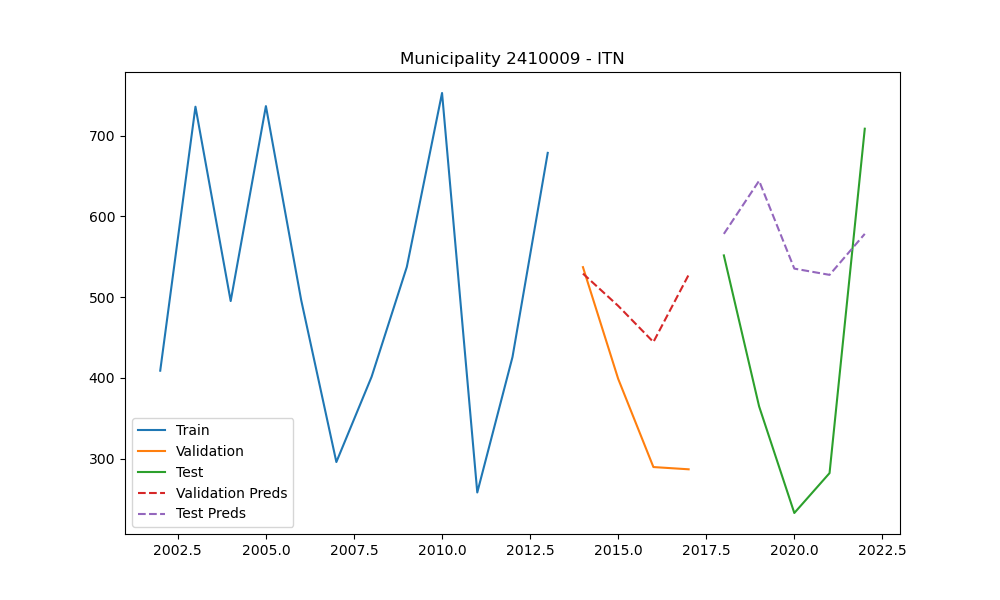 Municipality 2410009 - ITN
700
600
500
400
300
Train
Validation
Test
Validation Preds
Test Preds
2002.5 2005.0 2007.5 2010.0 2012.5 2015.0 2017.5 2020.0 2022.5